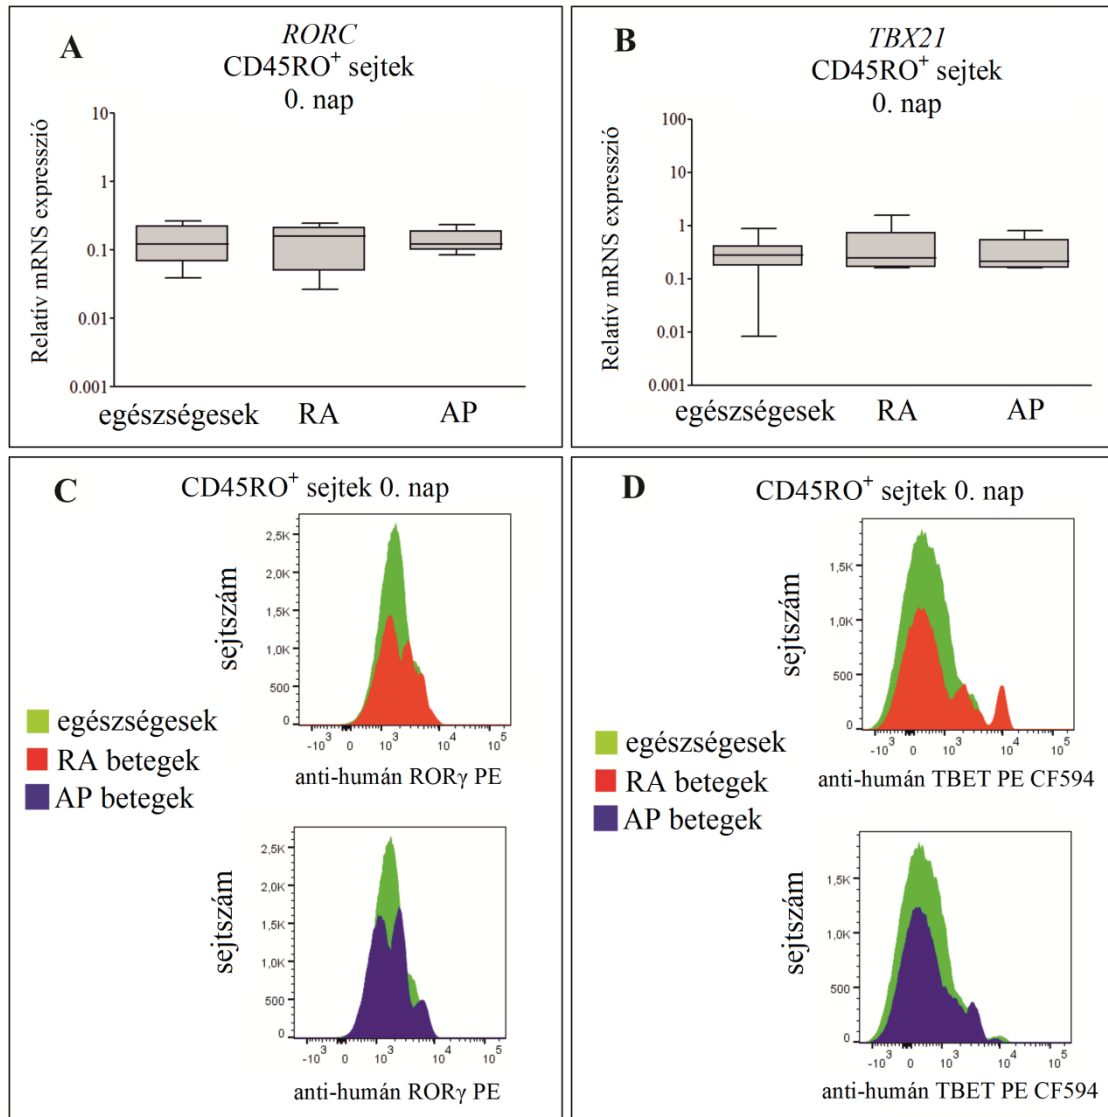 A
RORC
CD45RO+ sejtek
0. nap
Relatív mRNS expresszió
10
1
0.1
0.01
0.001
egészségesek RA AP
B
TBX21
CD45RO+ sejtek
0. nap
Relatív mRNS expresszió
100
10
1
0.1
0.01
0.001
egészségesek RA AP
C
CD45RO+ sejtek 0. nap
sejtszám
2,5K
2,0K
1,5K
1,0K
500
0
-10³ 0 10³ 10⁴ 10⁵
anti-humán RORγ PE
egészségesek
RA betegek
AP betegek
sejtszám
2,5K
2,0K
1,5K
1,0K
500
0
-10³ 0 10³ 10⁴ 10⁵
anti-humán RORγ PE
D
CD45RO+ sejtek 0. nap
sejtszám
1,5K
1,0K
500
0
-10³ 0 10³ 10⁴ 10⁵
anti-humán TBET PE CF594
egészségesek
RA betegek
AP betegek
sejtszám
1,5K
1,0K
500
0
-10³ 0 10³ 10⁴ 10⁵
anti-humán TBET PE CF594